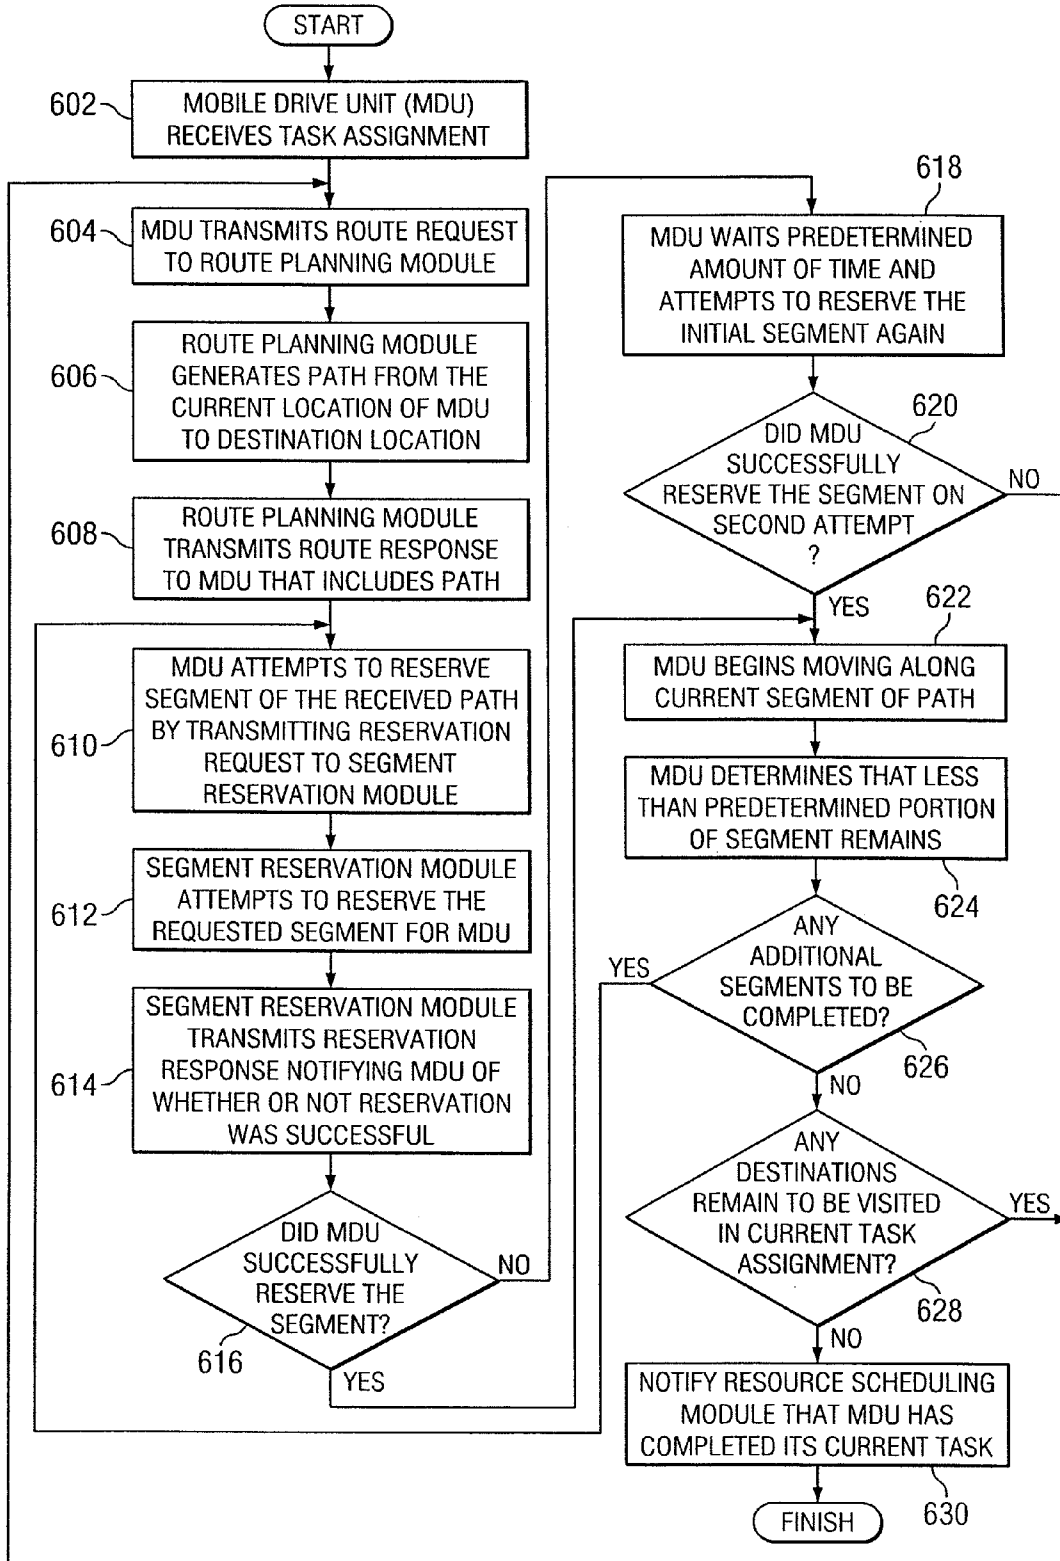 START
602
MOBILE DRIVE UNIT (MDU)
RECEIVES TASK ASSIGNMENT
604
MDU TRANSMITS ROUTE REQUEST
TO ROUTE PLANNING MODULE
606
ROUTE PLANNING MODULE
GENERATES PATH FROM THE
CURRENT LOCATION OF MDU
TO DESTINATION LOCATION
608
ROUTE PLANNING MODULE
TRANSMITS ROUTE RESPONSE
TO MDU THAT INCLUDES PATH
610
MDU ATTEMPTS TO RESERVE
SEGMENT OF THE RECEIVED PATH
BY TRANSMITTING RESERVATION
REQUEST TO SEGMENT
RESERVATION MODULE
612
SEGMENT RESERVATION MODULE
ATTEMPTS TO RESERVE THE
REQUESTED SEGMENT FOR MDU
614
SEGMENT RESERVATION MODULE
TRANSMITS RESERVATION
RESPONSE NOTIFYING MDU OF
WHETHER OR NOT RESERVATION
WAS SUCCESSFUL
DID MDU
SUCCESSFULLY
RESERVE THE
SEGMENT?
616
NO
YES
618
MDU WAITS PREDETERMINED
AMOUNT OF TIME AND
ATTEMPTS TO RESERVE THE
INITIAL SEGMENT AGAIN
620
DID MDU
SUCCESSFULLY
RESERVE THE SEGMENT ON
SECOND ATTEMPT
?
NO
YES
622
MDU BEGINS MOVING ALONG
CURRENT SEGMENT OF PATH
MDU DETERMINES THAT LESS
THAN PREDETERMINED PORTION
OF SEGMENT REMAINS
624
ANY
ADDITIONAL
SEGMENTS TO BE
COMPLETED?
YES
626
NO
ANY
DESTINATIONS
REMAIN TO BE VISITED
IN CURRENT TASK
ASSIGNMENT?
YES
628
NO
NOTIFY RESOURCE SCHEDULING
MODULE THAT MDU HAS
COMPLETED ITS CURRENT TASK
630
FINISH